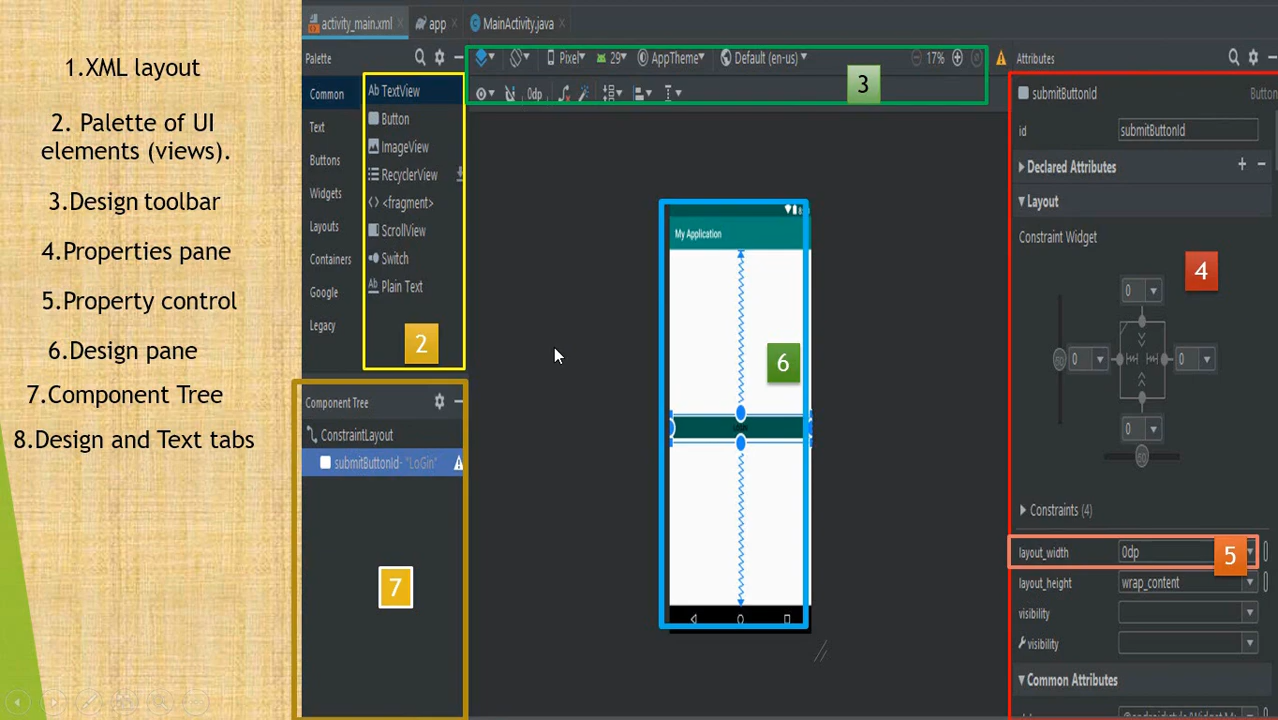 1.XML layout
2. Palette of UI
elements (views).
3.Design toolbar
4.Properties pane
5.Property control
6.Design pane
7.Component Tree
8.Design and Text tabs
activity_main.xml
app
MainActivity.java
Palette
Common
Text
Buttons
Widgets
Layouts
Containers
Google
Legacy
Ab TextView
Button
ImageView
RecyclerView
<> <fragment>
ScrollView
Switch
Ab Plain Text
2
Pixel
29
AppTheme
Default (en-us)
17%
0dp
3
Component Tree
ConstraintLayout
submitButtonId- "LoGin"
7
My Application
6
Attributes
submitButtonId
Button
id
submitButtonId
Declared Attributes
Layout
Constraint Widget
4
0
0
0
0
50
50
Constraints (4)
layout_width
0dp
5
layout_height
wrap_content
visibility
visibility
Common Attributes